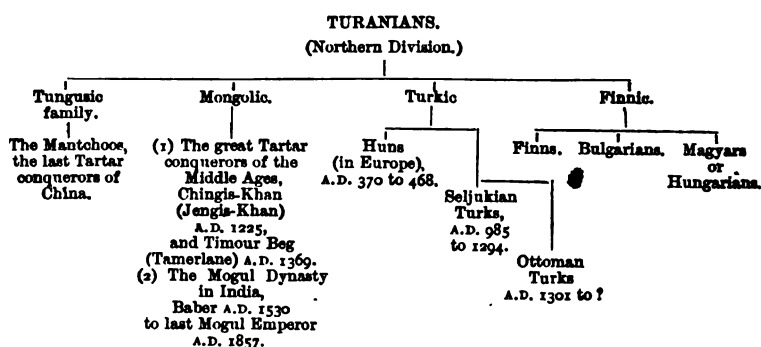 TURANIANS.
(Northern Division.)
Tungusic
family.
The Mantchoos,
the last Tartar
conquerors of
China.
Mongolic.
(1) The great Tartar
conquerors of the
Middle Ages,
Chingis-Khan
(Jengis-Khan)
A.D. 1225,
and Timour Beg
(Tamerlane) A.D. 1369.
(2) The Mogul Dynasty
in India,
Baber A.D. 1530
to last Mogul Emperor
A.D. 1857.
Turkic
Huns
(in Europe),
A.D. 370 to 468.
Seljukian
Turks,
A.D. 985
to 1294.
Ottoman
Turks
A.D. 1301 to ?
Finnic.
Finns.
Bulgarians.
Magyars
or
Hungarians.